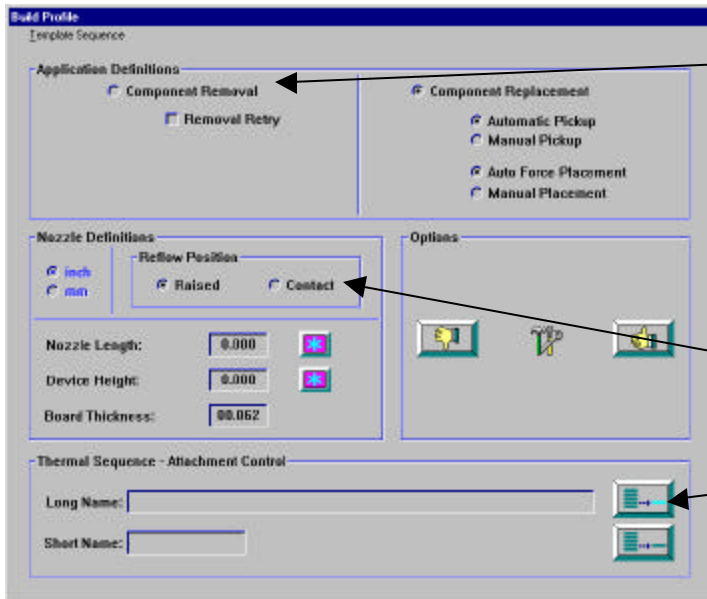 Build Profile
Template Sequence
Application Definitions
Component Removal
Removal Retry
Component Replacement
Automatic Pickup
Manual Pickup
Auto Force Placement
Manual Placement
Nozzle Definitions
inch
mm
Reflow Position
Raised
Contact
Nozzle Length: 0.000
Device Height: 0.000
Board Thickness: 00.062
Options
Thermal Sequence - Attachment Control
Long Name:
Short Name: